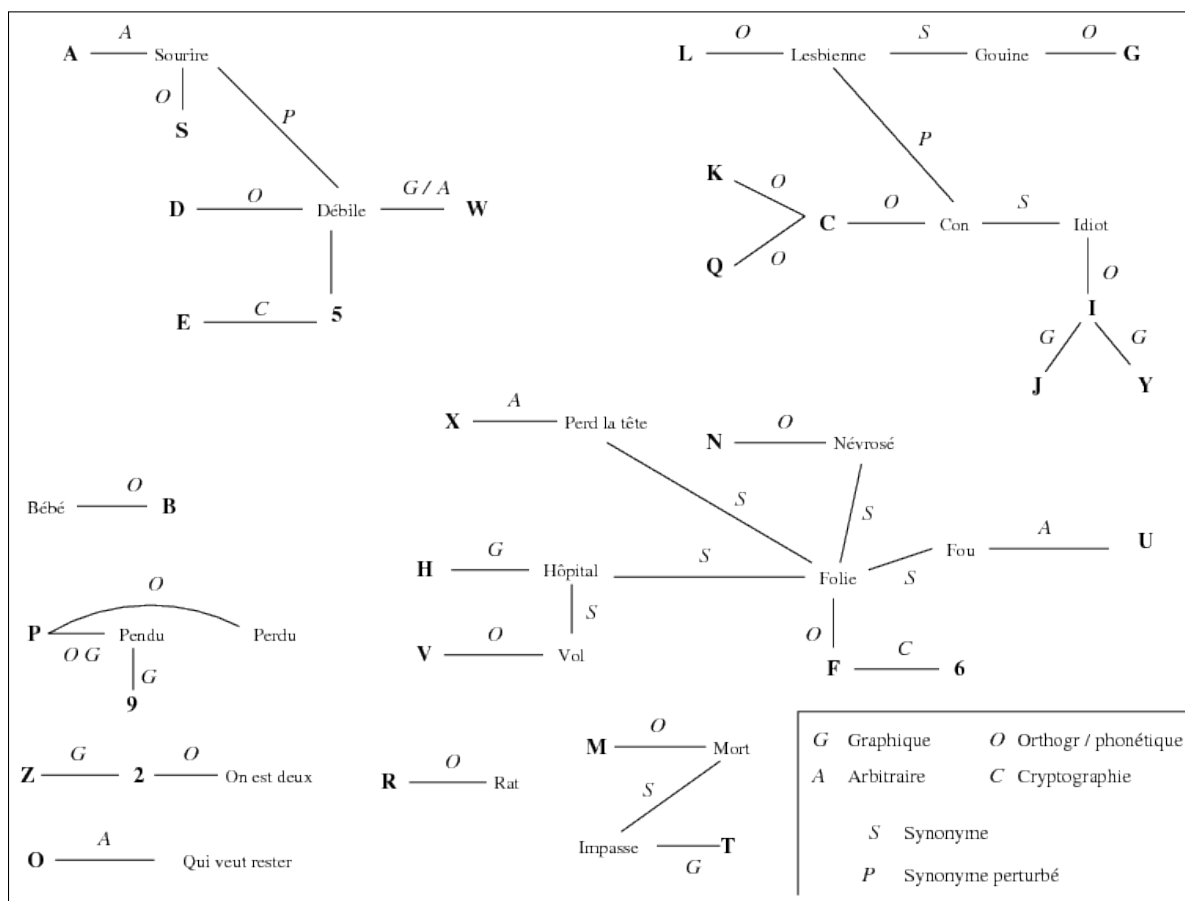 A A Sourire
O
S
P
D O Débile G / A W
E C 5
L O Lesbienne S Gouine O G
P
K O
Q O
C O Con S Idiot
O
I
G G
J Y
X A Perd la tête
N O Névrosé
S
S
H G Hôpital S Folie S Fou A U
S
V O Vol
O
F C 6
Bébé O B
O
P O G Pendu Perdu
G
9
Z G 2 O On est deux
R O Rat
O A Qui veut rester
M O Mort
S
Impasse G T
G Graphique O Orthogr / phonétique
A Arbitraire C Cryptographie
S Synonyme
P Synonyme perturbé